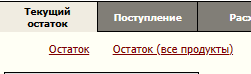 Текущий остаток
Поступление
Остаток
Остаток (все продукты)